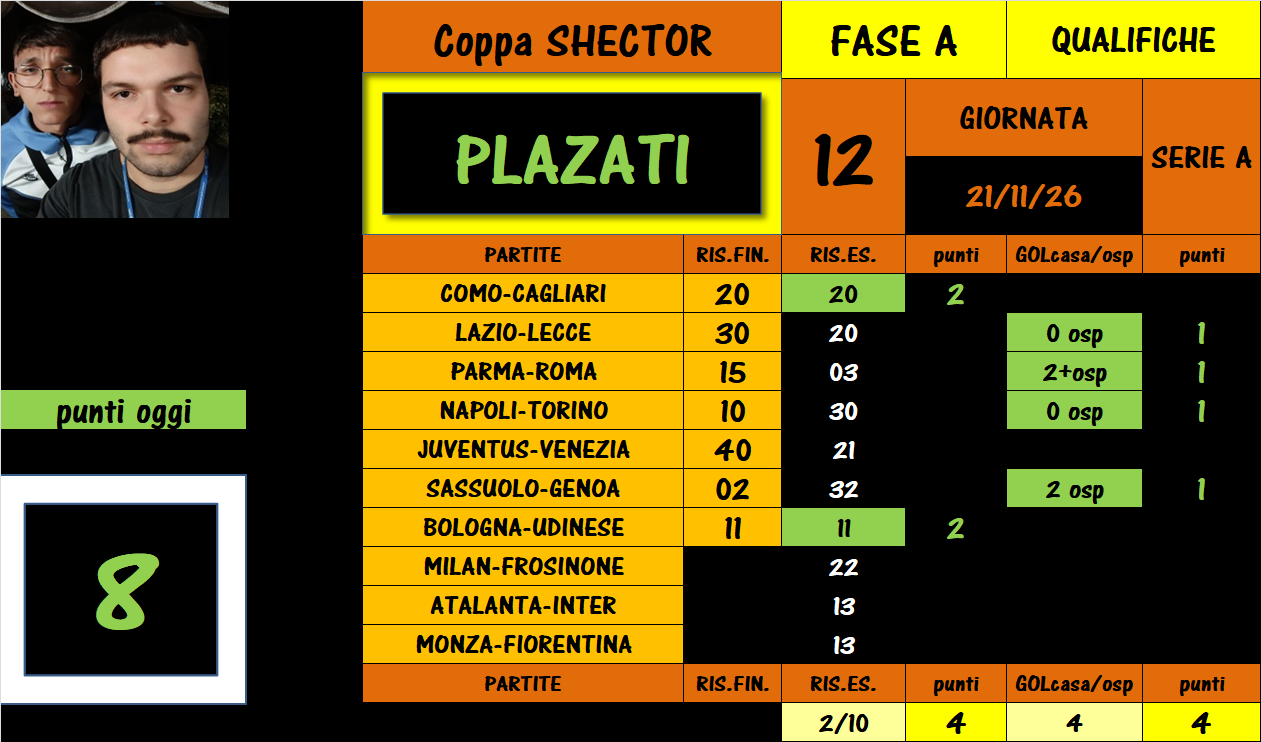 Coppa SHECTOR FASE A QUALIFICHE
PLAZATI 12 GIORNATA SERIE A
21/11/26
PARTITE RIS.FIN. RIS.ES. punti GOLcasa/osp punti
COMO-CAGLIARI 20 20 2
LAZIO-LECCE 30 20 0 osp 1
PARMA-ROMA 15 03 2+osp 1
punti oggi NAPOLI-TORINO 10 30 0 osp 1
JUVENTUS-VENEZIA 40 21
SASSUOLO-GENOA 02 32 2 osp 1
BOLOGNA-UDINESE 11 11 2
8 MILAN-FROSINONE 22
ATALANTA-INTER 13
MONZA-FIORENTINA 13
PARTITE RIS.FIN. RIS.ES. punti GOLcasa/osp punti
2/10 4 4 4